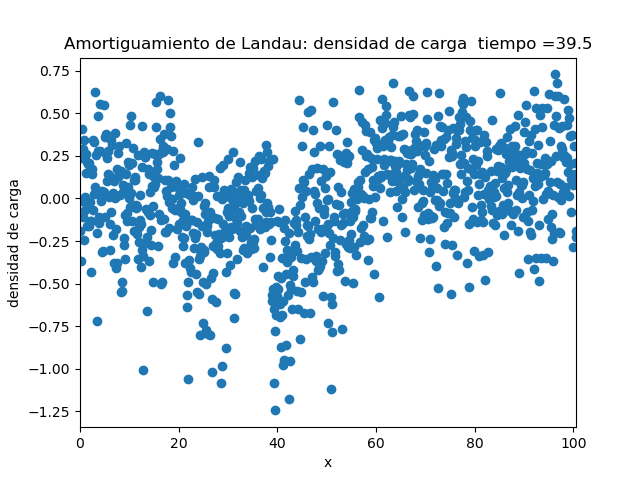 Amortiguamiento de Landau: densidad de carga  tiempo =39.5
0.75
0.50
0.25
0.00
−0.25
−0.50
−0.75
−1.00
−1.25
densidad de carga
0 20 40 60 80 100
x